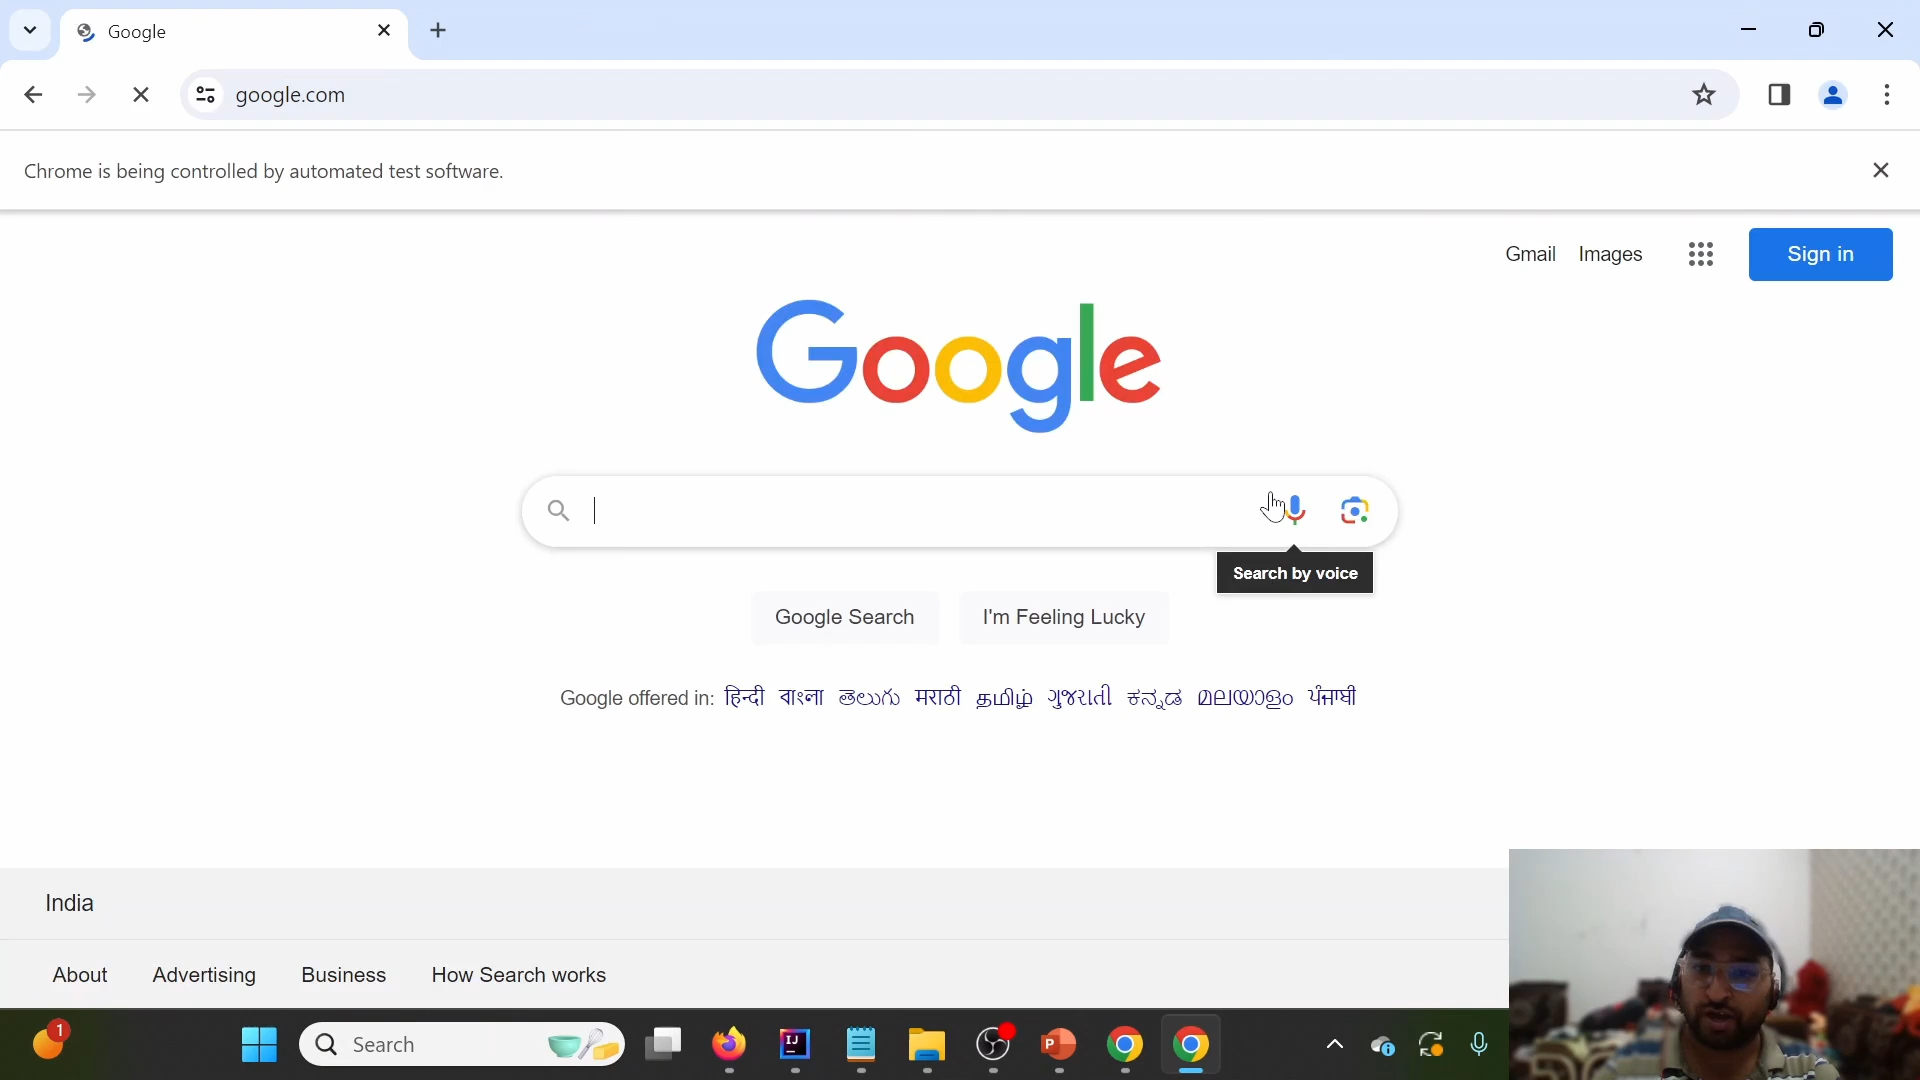 Google
google.com
Chrome is being controlled by automated test software.
Gmail Images Sign in
Google
Search by voice
Google Search I'm Feeling Lucky
Google offered in: हिन्दी বাংলা తెలుగు मराठी தமிழ் ગુજરાતી ಕನ್ನಡ മലയാളം ਪੰਜਾਬੀ
India
About Advertising Business How Search works
1 Search IJ P